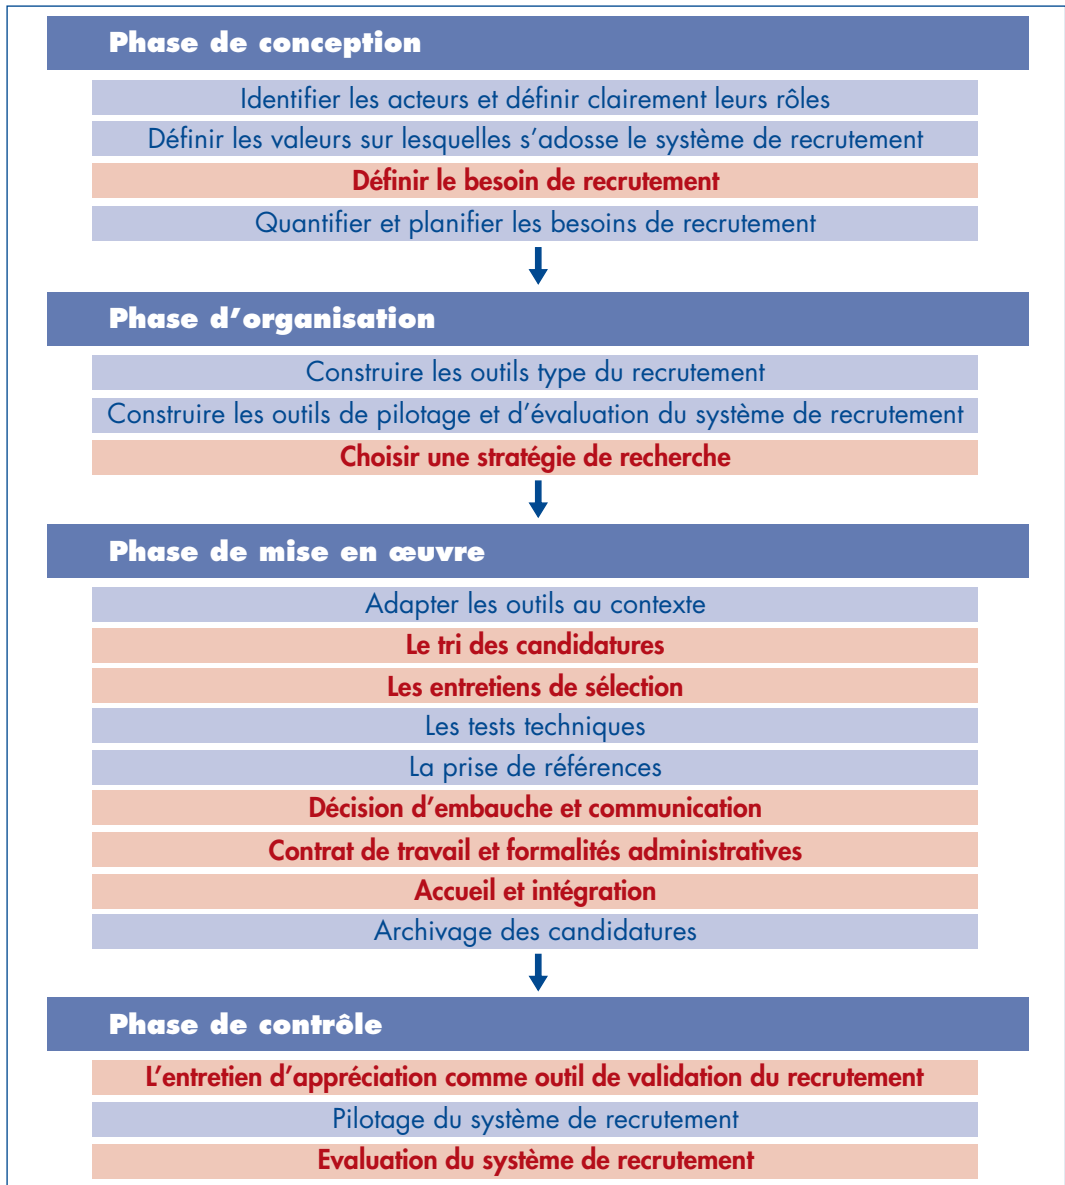 Phase de conception
Identifier les acteurs et définir clairement leurs rôles
Définir les valeurs sur lesquelles s’adosse le système de recrutement
Définir le besoin de recrutement
Quantifier et planifier les besoins de recrutement
Phase d’organisation
Construire les outils type du recrutement
Construire les outils de pilotage et d’évaluation du système de recrutement
Choisir une stratégie de recherche
Phase de mise en œuvre
Adapter les outils au contexte
Le tri des candidatures
Les entretiens de sélection
Les tests techniques
La prise de références
Décision d’embauche et communication
Contrat de travail et formalités administratives
Accueil et intégration
Archivage des candidatures
Phase de contrôle
L’entretien d’appréciation comme outil de validation du recrutement
Pilotage du système de recrutement
Evaluation du système de recrutement